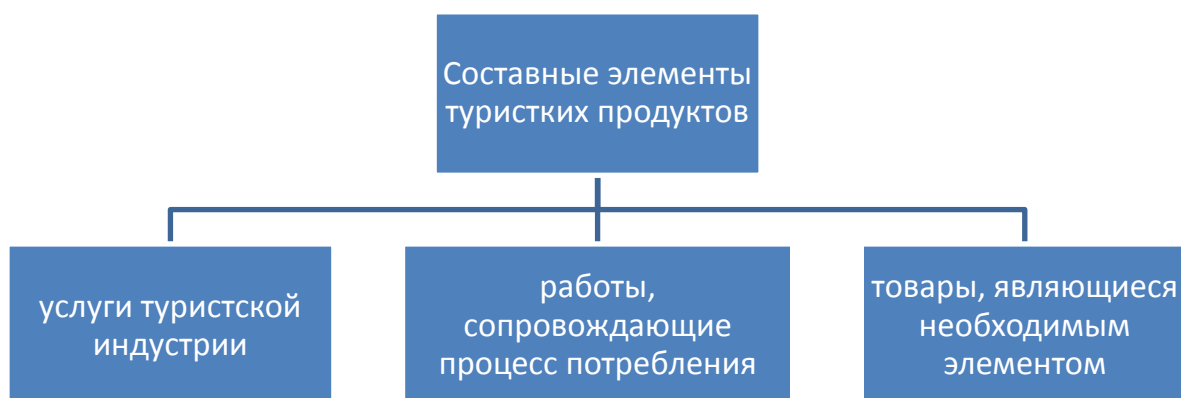 Составные элементы
туристких продуктов
услуги туристской
индустрии
работы,
сопровождающие
процесс потребления
товары, являющиеся
необходимым
элементом